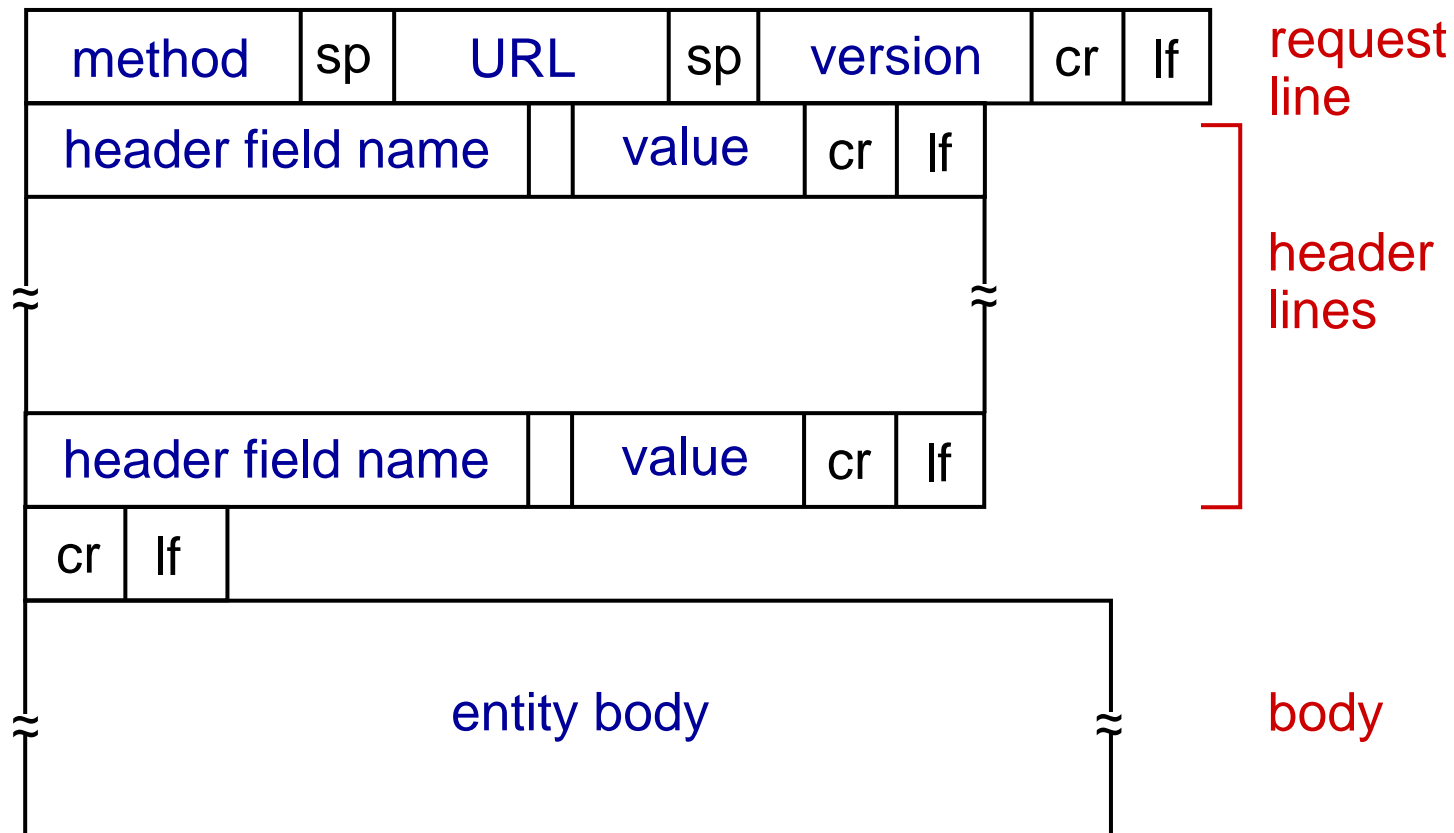 method sp URL sp version cr lf request
line
header field name value cr lf
header
lines
header field name value cr lf
cr lf
entity body body